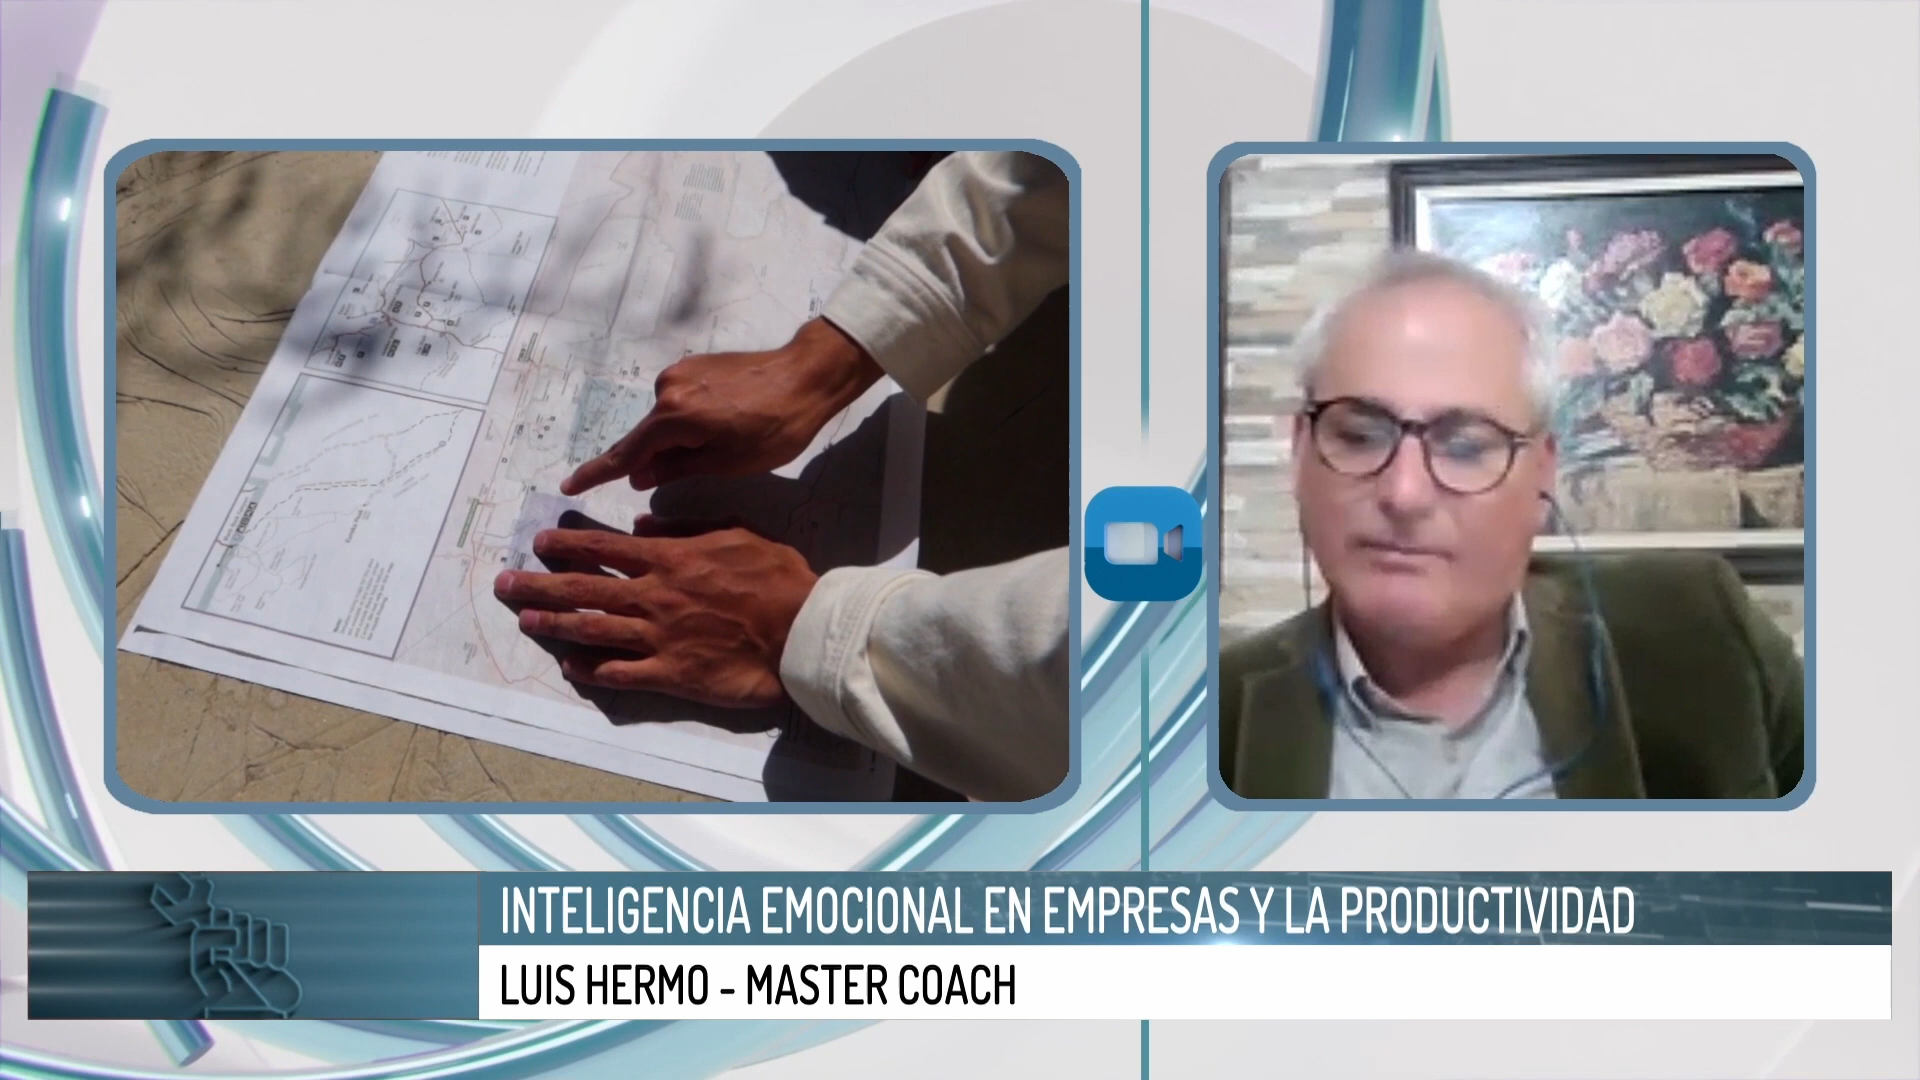 INTELIGENCIA EMOCIONAL EN EMPRESAS Y LA PRODUCTIVIDAD
LUIS HERMO - MASTER COACH